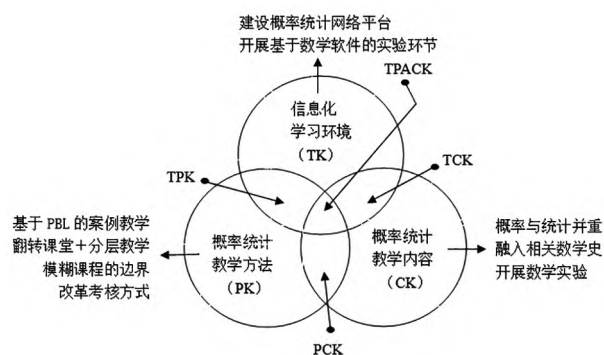 建设概率统计网络平台
开展基于数学软件的实验环节
TPACK
信息化
学习环境
（TK）
TPK
TCK
基于 PBL 的案例教学
翻转课堂＋分层教学
模糊课程的边界
改革考核方式
概率统计
教学方法
（PK）
概率统计
教学内容
（CK）
概率与统计并重
融入相关数学史
开展数学实验
PCK